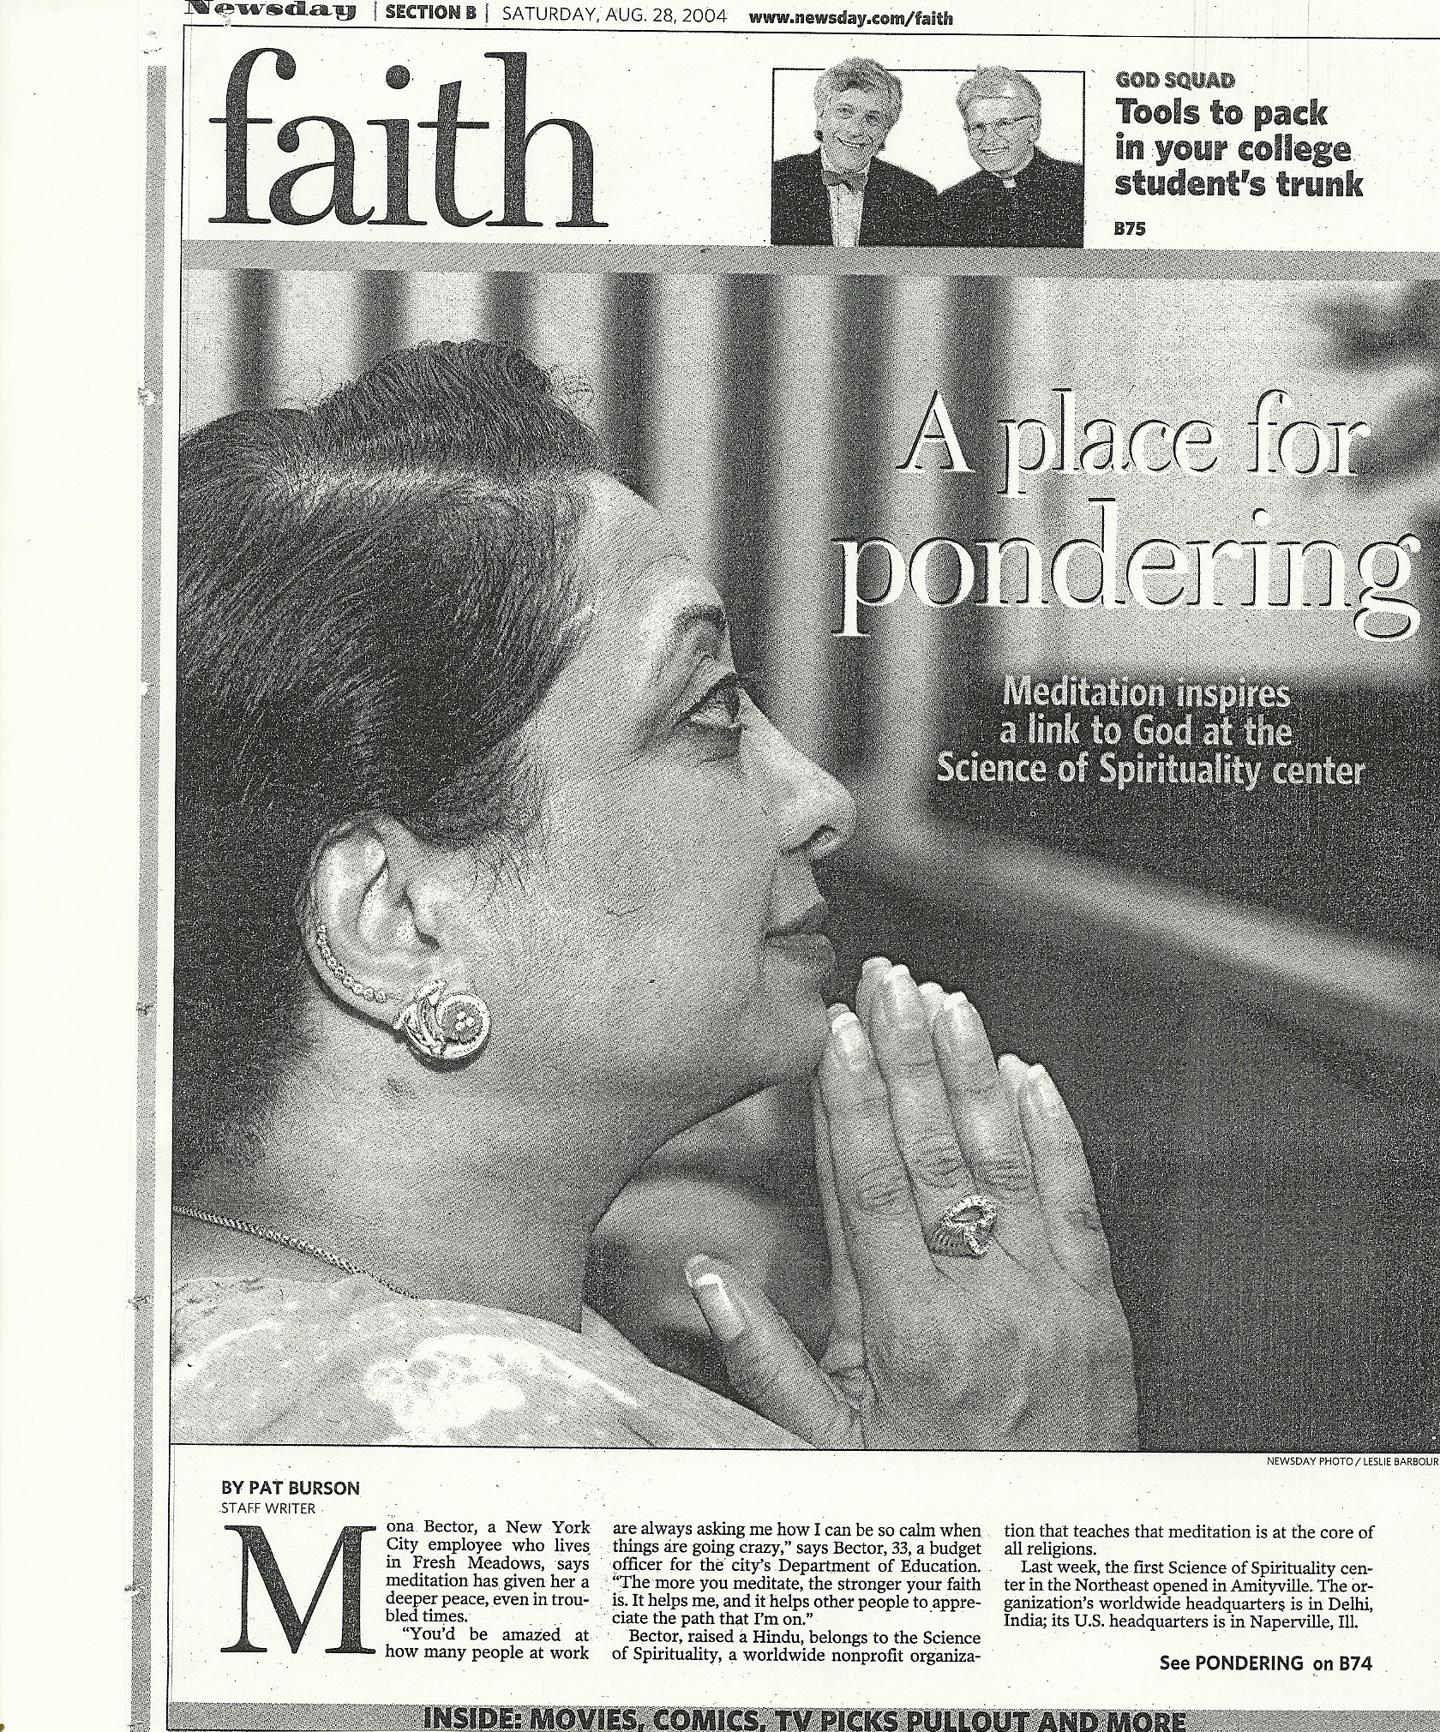 Newsday | SECTION B | SATURDAY, AUG. 28, 2004 www.newsday.com/faith
faith
GOD SQUAD
Tools to pack
in your college
student's trunk
B75
A place for
pondering
Meditation inspires
a link to God at the
Science of Spirituality center
NEWSDAY PHOTO / LESLIE BARBOUR
BY PAT BURSON
STAFF WRITER
Mona Bector, a New York
City employee who lives
in Fresh Meadows, says
meditation has given her a
deeper peace, even in trou-
bled times.
"You'd be amazed at
how many people at work
are always asking me how I can be so calm when
things are going crazy," says Bector, 33, a budget
officer for the city's Department of Education.
"The more you meditate, the stronger your faith
is. It helps me, and it helps other people to appre-
ciate the path that I'm on."
Bector, raised a Hindu, belongs to the Science
of Spirituality, a worldwide nonprofit organiza-
tion that teaches that meditation is at the core of
all religions.
Last week, the first Science of Spirituality cen-
ter in the Northeast opened in Amityville. The or-
ganization's worldwide headquarters is in Delhi,
India; its U.S. headquarters is in Naperville, Ill.
See PONDERING on B74
INSIDE: MOVIES, COMICS, TV PICKS PULLOUT AND MORE